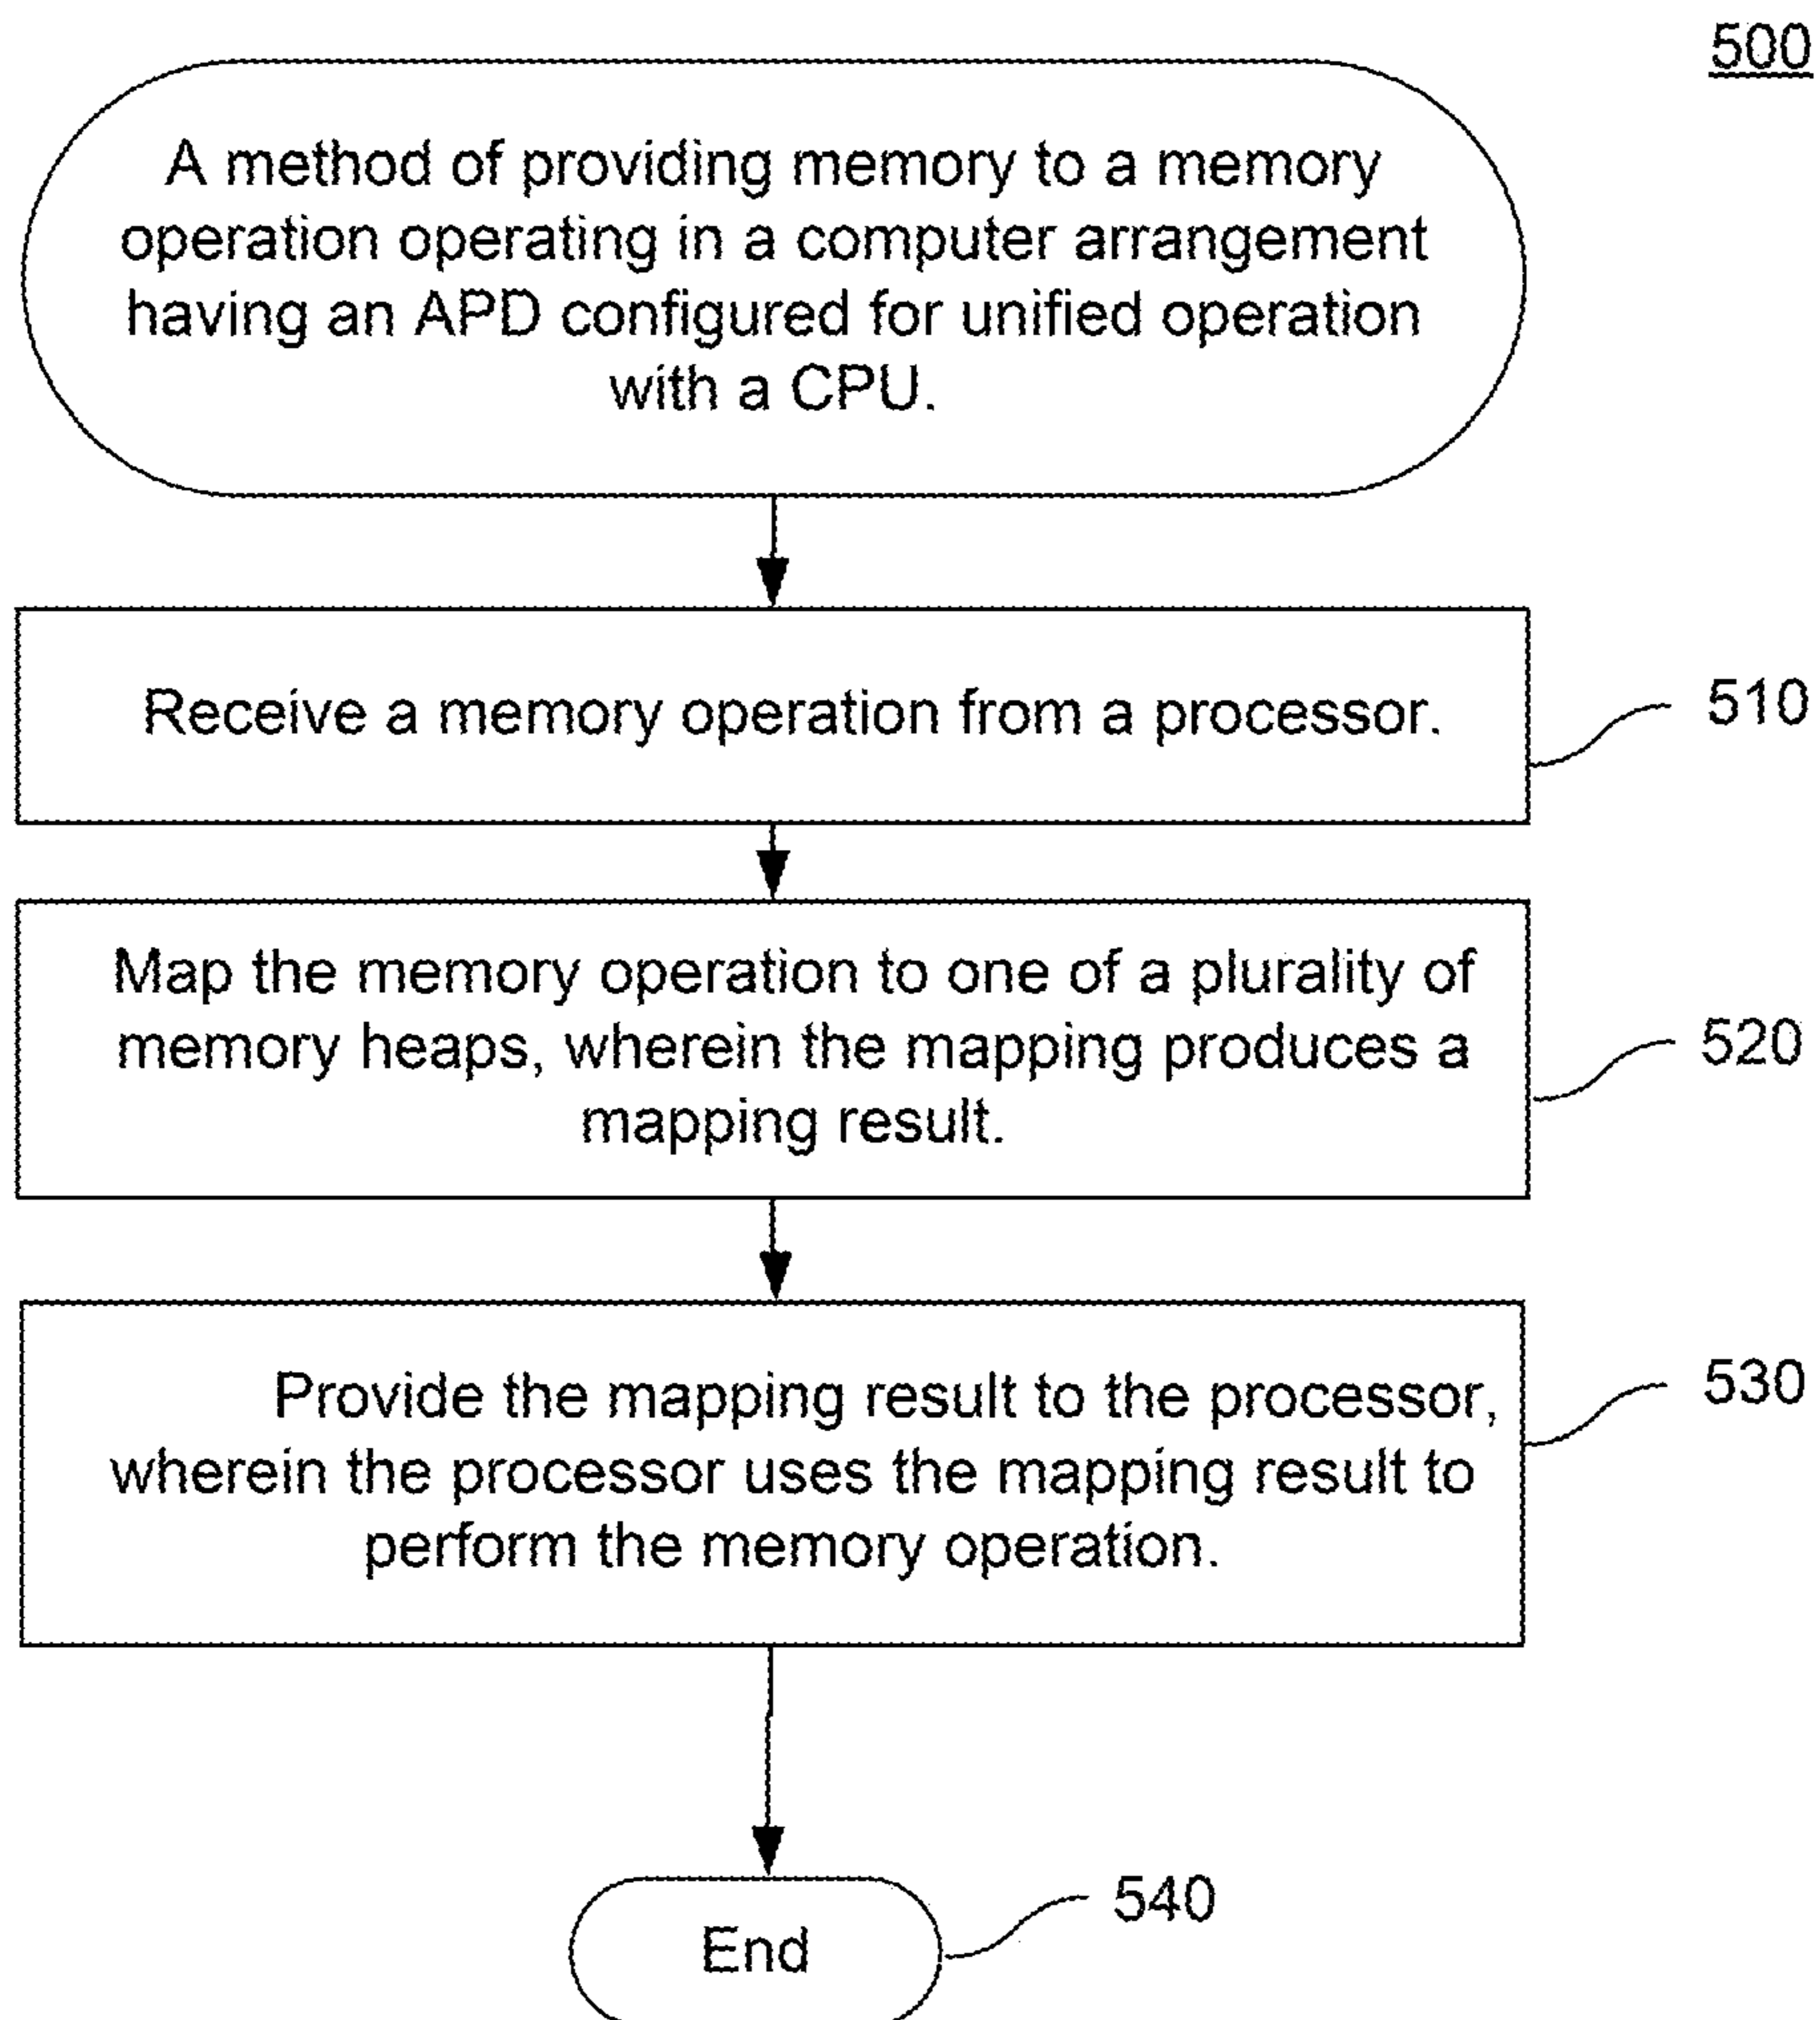 500
A method of providing memory to a memory
operation operating in a computer arrangement
having an APD configured for unified operation
with a CPU.
Receive a memory operation from a processor.
510
Map the memory operation to one of a plurality of
memory heaps, wherein the mapping produces a
mapping result.
520
Provide the mapping result to the processor,
wherein the processor uses the mapping result to
perform the memory operation.
530
End
540